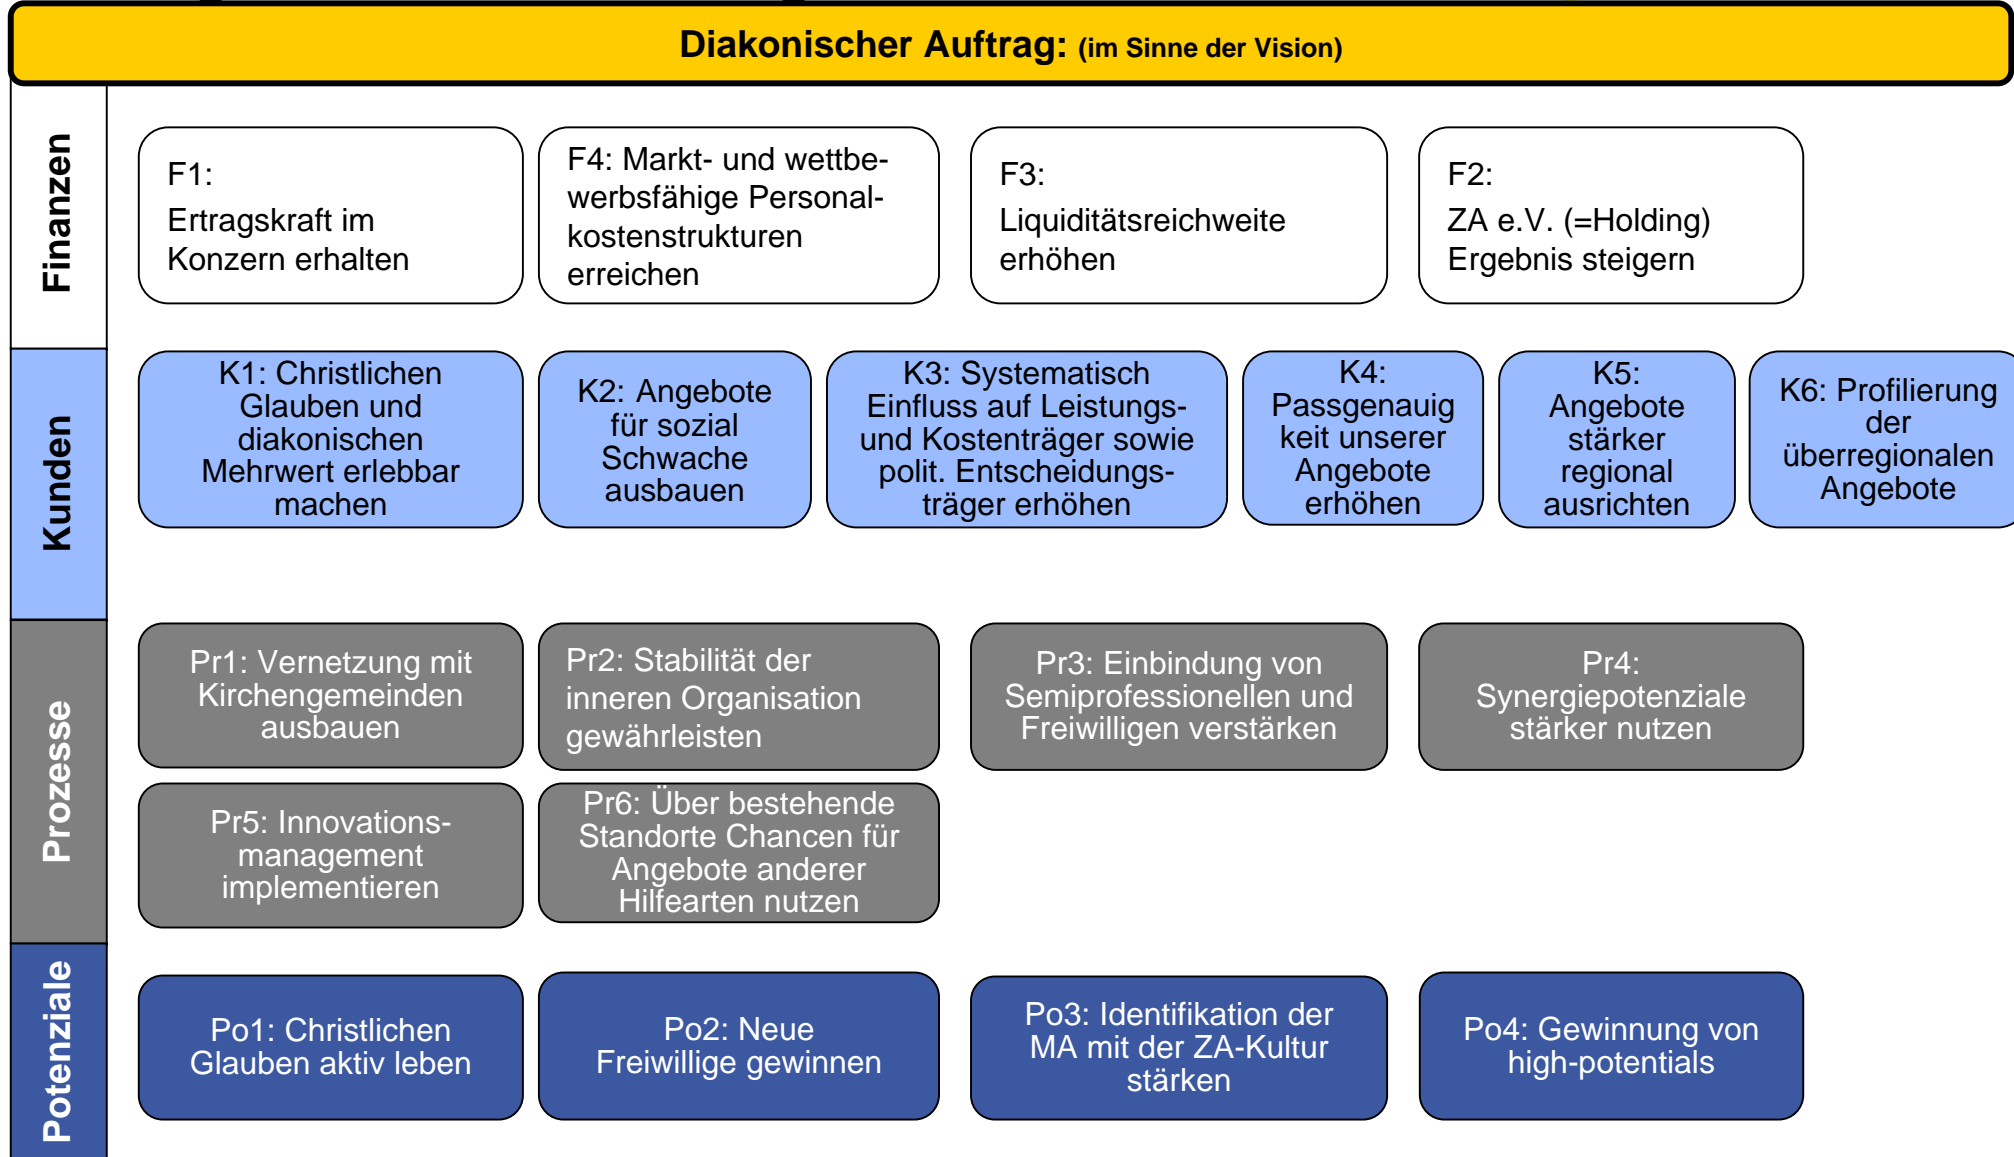 Diakonischer Auftrag: (im Sinne der Vision)
Finanzen
F1:
Ertragskraft im
Konzern erhalten
F4: Markt- und wettbe-
werbsfähige Personal-
kostenstrukturen
erreichen
F3:
Liquiditätsreichweite
erhöhen
F2:
ZA e.V. (=Holding)
Ergebnis steigern
Kunden
K1: Christlichen
Glauben und
diakonischen
Mehrwert erlebbar
machen
K2: Angebote
für sozial
Schwache
ausbauen
K3: Systematisch
Einfluss auf Leistungs-
und Kostenträger sowie
polit. Entscheidungs-
träger erhöhen
K4:
Passgenauig
keit unserer
Angebote
erhöhen
K5:
Angebote
stärker
regional
ausrichten
K6: Profilierung
der
überregionalen
Angebote
Prozesse
Pr1: Vernetzung mit
Kirchengemeinden
ausbauen
Pr2: Stabilität der
inneren Organisation
gewährleisten
Pr3: Einbindung von
Semiprofessionellen und
Freiwilligen verstärken
Pr4:
Synergiepotenziale
stärker nutzen
Pr5: Innovations-
management
implementieren
Pr6: Über bestehende
Standorte Chancen für
Angebote anderer
Hilfearten nutzen
Potenziale
Po1: Christlichen
Glauben aktiv leben
Po2: Neue
Freiwillige gewinnen
Po3: Identifikation der
MA mit der ZA-Kultur
stärken
Po4: Gewinnung von
high-potentials